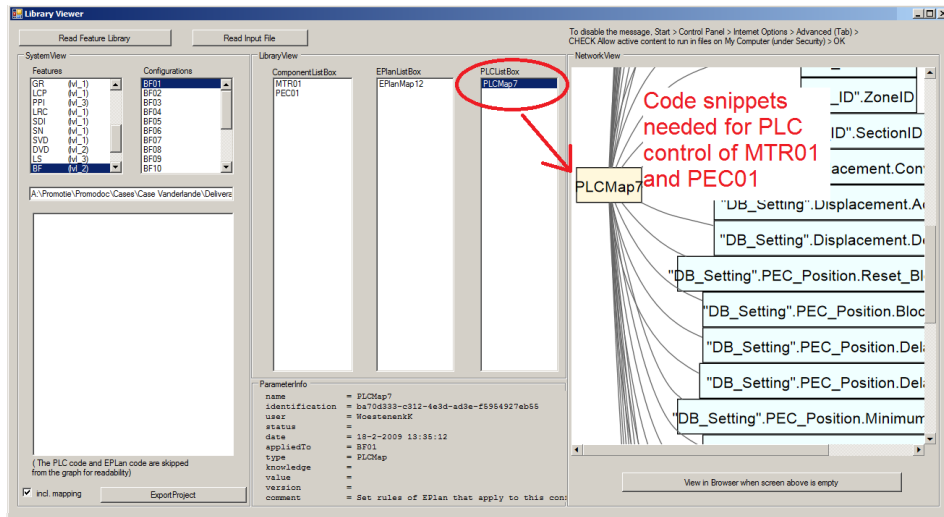 Library Viewer
Read Feature Library
Read Input File
To disable the message, Start > Control Panel > Internet Options > Advanced (Tab) >
CHECK Allow active content to run in files on My Computer (under Security) > OK
SystemView
Features
Configurations
GR (lvl_1)
LCP (lvl_1)
PPI (lvl_3)
LRC (lvl_1)
SDI (lvl_1)
SN (lvl_1)
SVD (lvl_1)
DVD (lvl_2)
LS (lvl_3)
BF (lvl_2)
BF01
BF02
BF03
BF04
BF05
BF06
BF07
BF08
BF09
BF10
A:\Promotie\Promodoc\Cases\Case Vanderlande\Delivera
( The PLC code and EPLan code are skipped
from the graph for readability)
incl. mapping
ExportProject
LibraryView
ComponentListBox
MTR01
PEC01
EPlanListBox
EPlanMap12
PLCListBox
PLCMap7
ParameterInfo
name = PLCMap7
identification = ba70d333-c312-4e3d-ad3e-f5954927eb55
user = WoestenenkK
status =
date = 18-2-2009 13:35:12
appliedTo = BF01
type = PLCMap
knowledge =
value =
version =
comment = Set rules of EPlan that apply to this con
NetworkView
Code snippets
needed for PLC
control of MTR01
and PEC01
PLCMap7
_ID".ZoneID
ID".SectionID
acement.Con
"DB_Setting".Displacement.A
"DB_Setting".Displacement.D
"DB_Setting".PEC_Position.Reset_Bl
"DB_Setting".PEC_Position.Bloc
"DB_Setting".PEC_Position.Dela
"DB_Setting".PEC_Position.Dela
"DB_Setting".PEC_Position.Minimum
View in Browser when screen above is empty